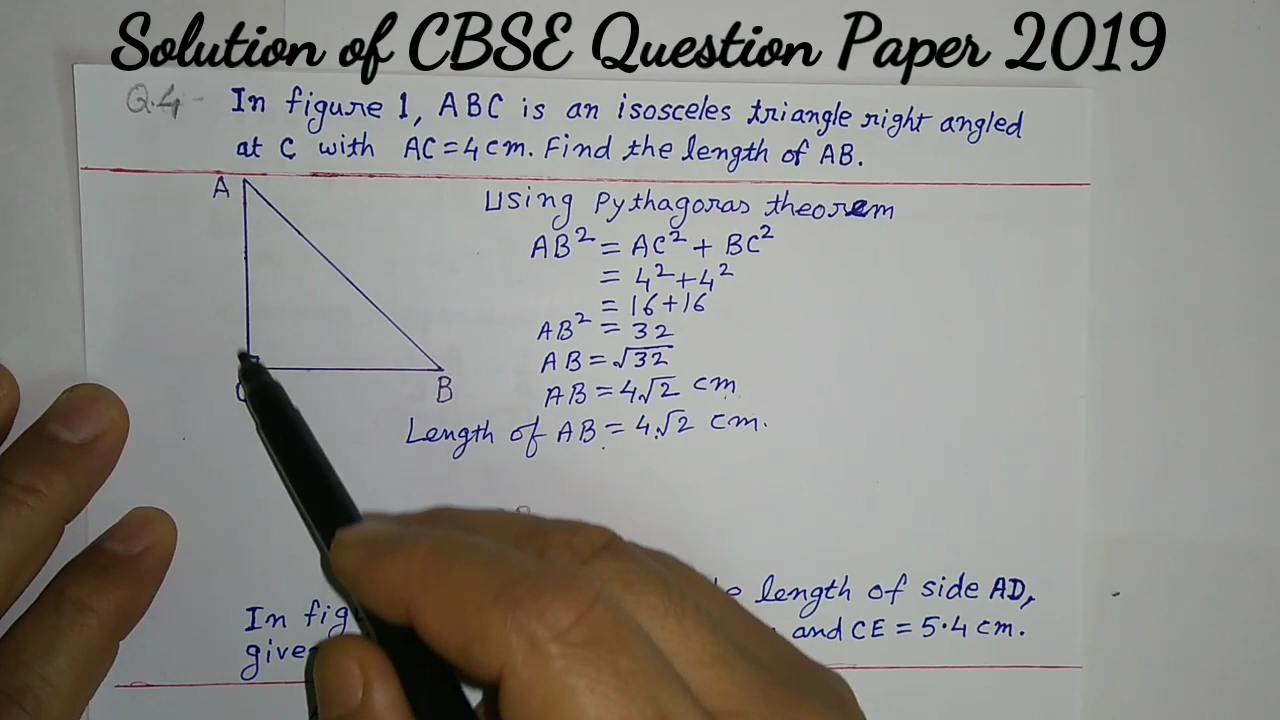 Solution of CBSE Question Paper 2019
Q.4- In figure 1, ABC is an isosceles triangle right angled
at C with AC=4cm. Find the length of AB.
A
B
Using Pythagoras theorem
AB² = AC² + BC²
= 4²+4²
= 16+16
AB² = 32
AB = √32
AB = 4√2 cm
Length of AB = 4√2 cm.
In fig length of side AD,
give and CE = 5.4 cm.